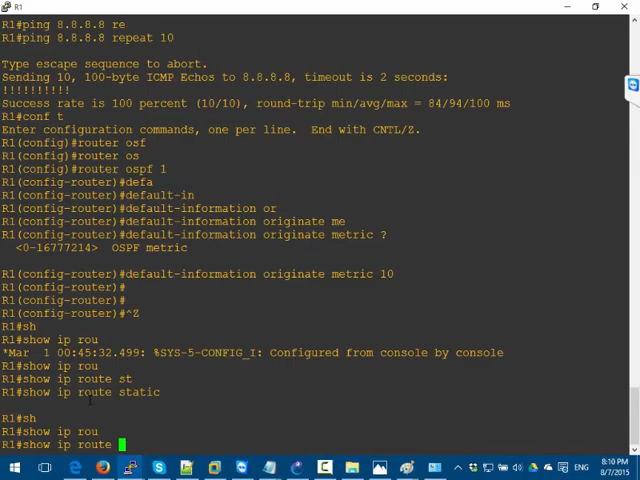 R1
R1#ping 8.8.8.8 re
R1#ping 8.8.8.8 repeat 10
Type escape sequence to abort.
Sending 10, 100-byte ICMP Echos to 8.8.8.8, timeout is 2 seconds:
!!!!!!!!!!
Success rate is 100 percent (10/10), round-trip min/avg/max = 84/94/100 ms
R1#conf t
Enter configuration commands, one per line.  End with CNTL/Z.
R1(config)#router osf
R1(config)#router os
R1(config)#router ospf 1
R1(config-router)#defa
R1(config-router)#default-in
R1(config-router)#default-information or
R1(config-router)#default-information originate me
R1(config-router)#default-information originate metric ?
  <0-16777214>  OSPF metric
R1(config-router)#default-information originate metric 10
R1(config-router)#
R1(config-router)#
R1(config-router)#^Z
R1#sh
R1#show ip rou
*Mar  1 00:45:32.499: %SYS-5-CONFIG_I: Configured from console by console
R1#show ip rou
R1#show ip route st
R1#show ip route static
R1#sh
R1#show ip rou
R1#show ip route
ENG
8:10 PM
8/7/2015